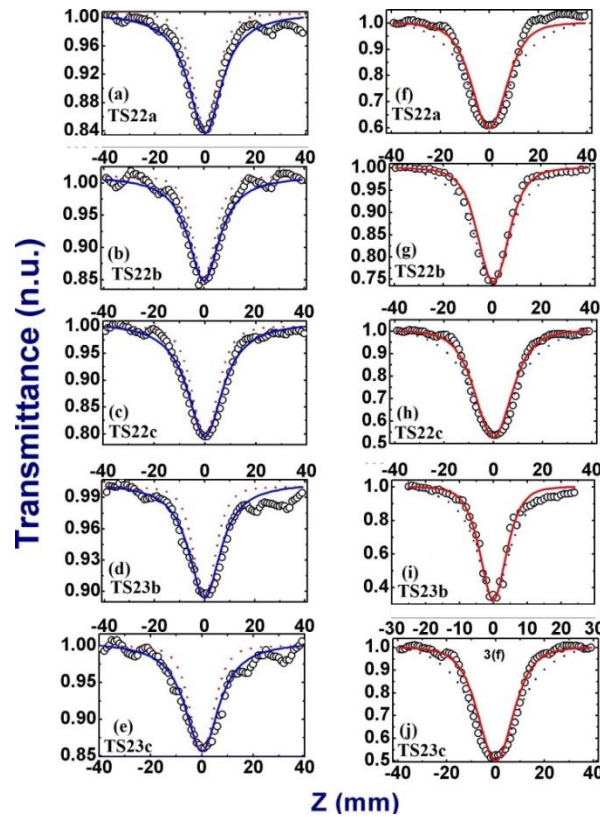 Transmittance (n.u.)
1.00
0.96
0.92
0.88
0.84
(a)
TS22a
-40 -20 0 20 40
1.00
0.95
0.90
0.85
(b)
TS22b
-40 -20 0 20 40
1.00
0.95
0.90
0.85
0.80
(c)
TS22c
-40 -20 0 20 40
0.99
0.96
0.93
0.90
(d)
TS23b
-40 -20 0 20 40
1.00
0.95
0.90
0.85
(e)
TS23c
-40 -20 0 20 40
1.0
0.9
0.8
0.7
0.6
(f)
TS22a
-40 -20 0 20 40
1.00
0.95
0.90
0.85
0.80
0.75
(g)
TS22b
-40 -20 0 20 40
1.0
0.9
0.8
0.7
0.6
0.5
(h)
TS22c
-40 -20 0 20 40
1.0
0.8
0.6
0.4
(i)
TS23b
-30 -20 -10 0 10 20 30
1.0
0.9
0.8
0.7
0.6
0.5
3(f)
(j)
TS23c
-40 -20 0 20 40
Z (mm)